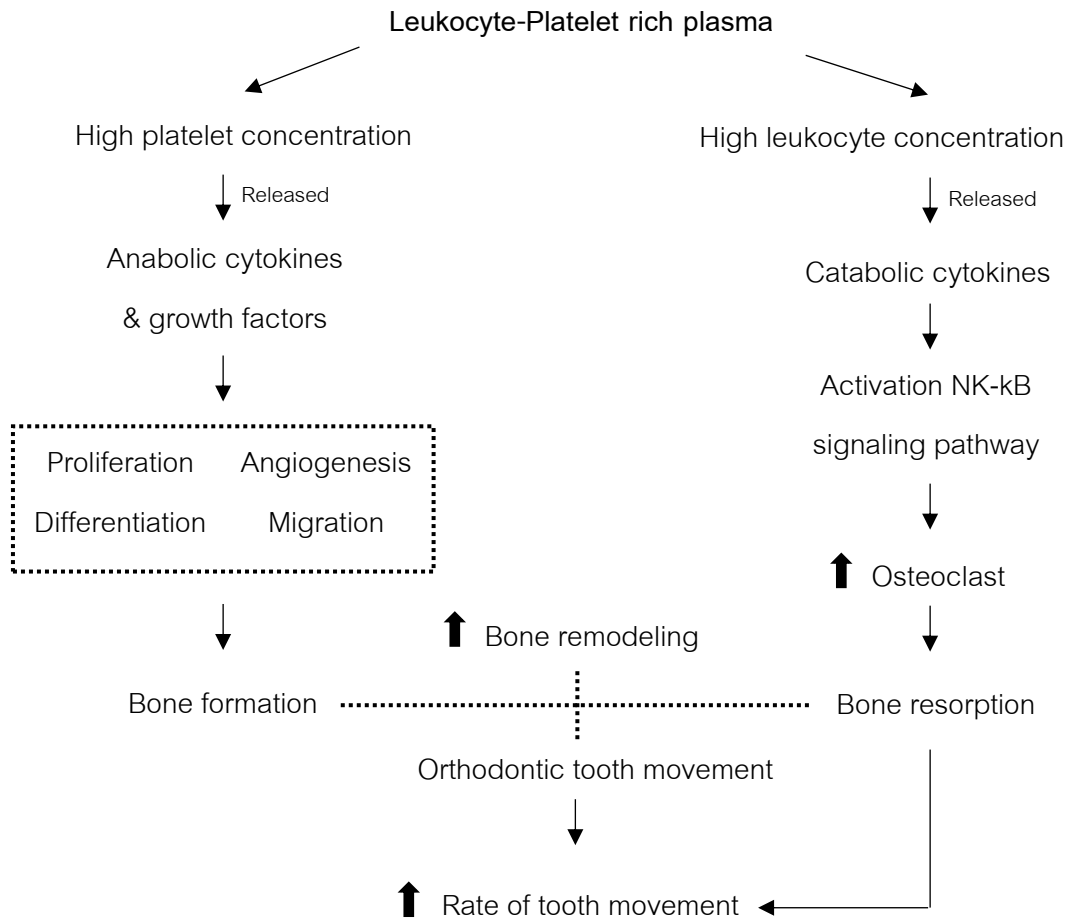 Leukocyte-Platelet rich plasma
High platelet concentration
Released
Anabolic cytokines
& growth factors
Proliferation Angiogenesis
Differentiation Migration
Bone formation
High leukocyte concentration
Released
Catabolic cytokines
Activation NK-kB
signaling pathway
Osteoclast
Bone resorption
Bone remodeling
Orthodontic tooth movement
Rate of tooth movement